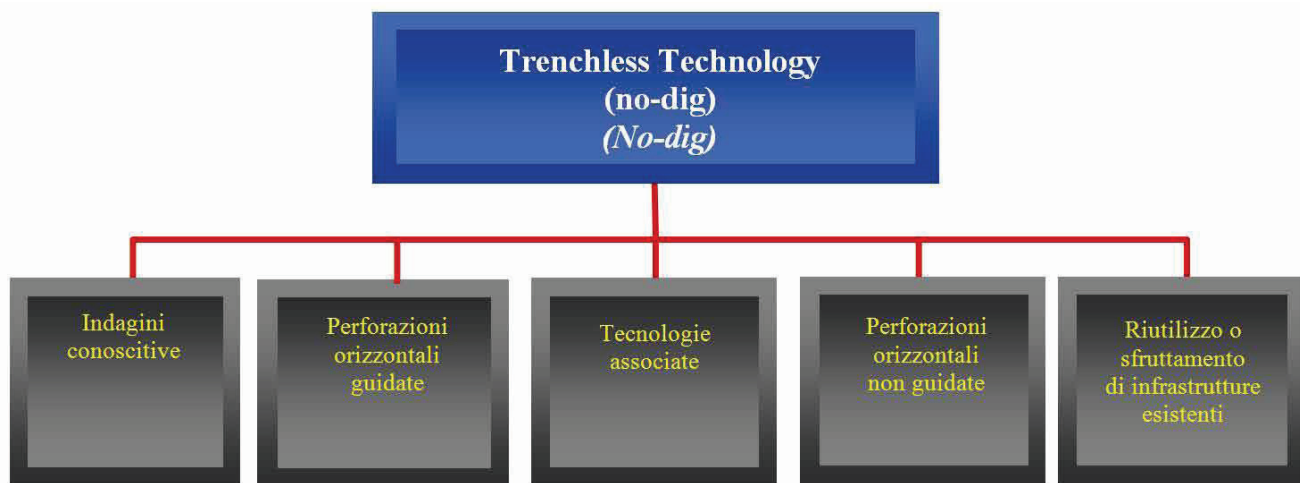 Trenchless Technology
(no-dig)
(No-dig)
Indagini
conoscitive
Perforazioni
orizzontali
guidate
Tecnologie
associate
Perforazioni
orizzontali
non guidate
Riutilizzo o
sfruttamento
di infrastrutture
esistenti